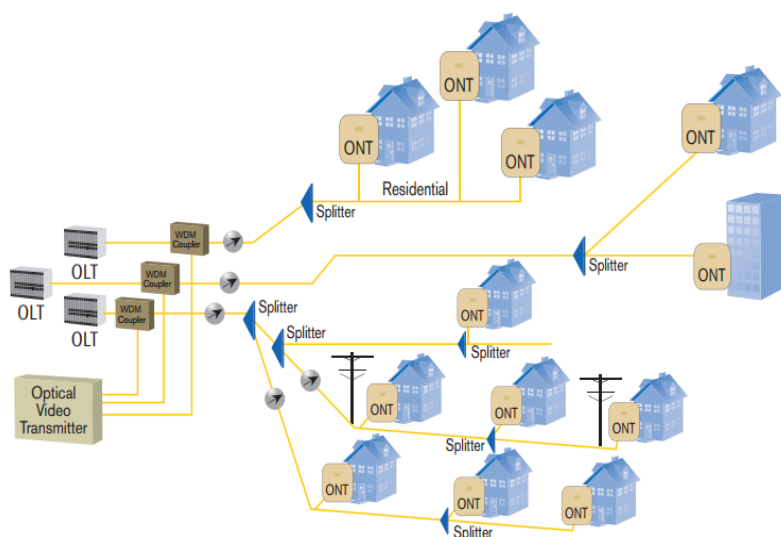 ONT
ONT
ONT
ONT
Residential
Splitter
WDM
Coupler
OLT
Splitter
ONT
WDM
Coupler
OLT
WDM
Coupler
OLT
Splitter
Splitter
ONT
Splitter
Optical
Video
Transmitter
ONT
ONT
ONT
Splitter
ONT
ONT
ONT
Splitter